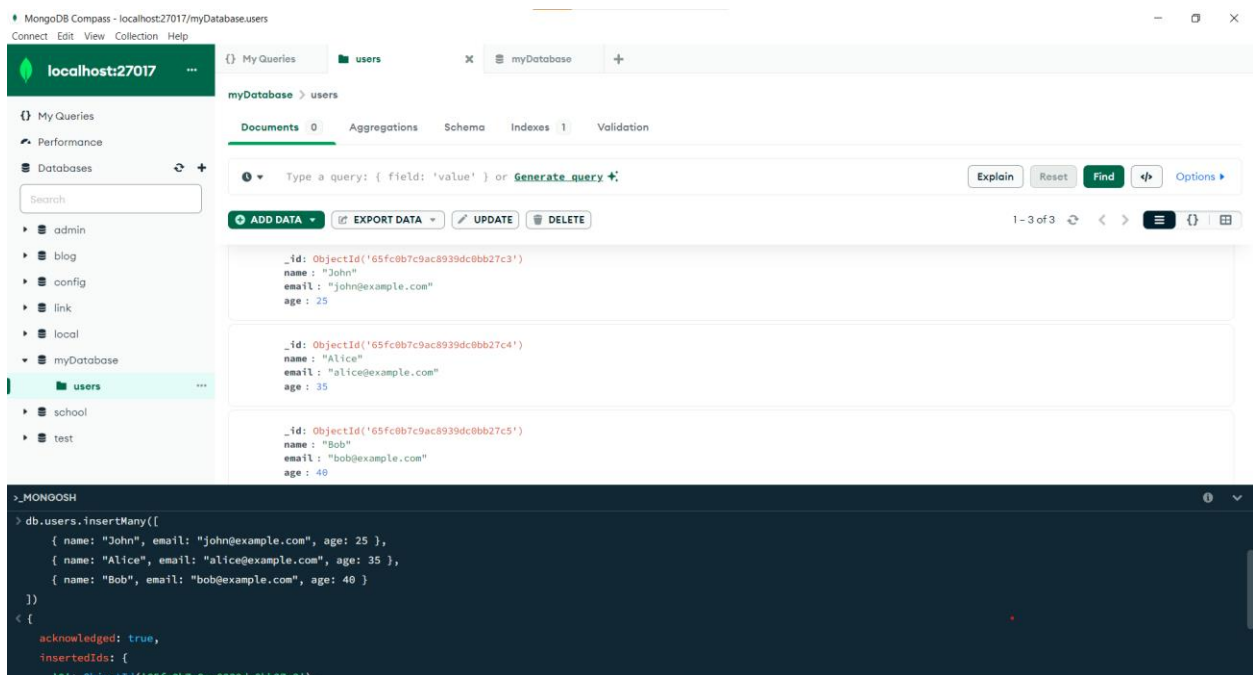 MongoDB Compass - localhost:27017/myDatabase.users
Connect Edit View Collection Help
localhost:27017 ...
{} My Queries users myDatabase
myDatabase > users
{} My Queries
Performance
Databases
Search
admin
blog
config
link
local
myDatabase
users ...
school
test
Documents 0 Aggregations Schema Indexes 1 Validation
Type a query: { field: 'value' } or Generate query
Explain Reset Find </> Options
ADD DATA EXPORT DATA UPDATE DELETE
1 – 3 of 3 {}
_id: ObjectId('65fc0b7c9ac8939dc0bb27c3')
name : "John"
email : "john@example.com"
age : 25
_id: ObjectId('65fc0b7c9ac8939dc0bb27c4')
name : "Alice"
email : "alice@example.com"
age : 35
_id: ObjectId('65fc0b7c9ac8939dc0bb27c5')
name : "Bob"
email : "bob@example.com"
age : 40
>_MONGOSH
> db.users.insertMany([
{ name: "John", email: "john@example.com", age: 25 },
{ name: "Alice", email: "alice@example.com", age: 35 },
{ name: "Bob", email: "bob@example.com", age: 40 }
])
< {
acknowledged: true,
insertedIds: {